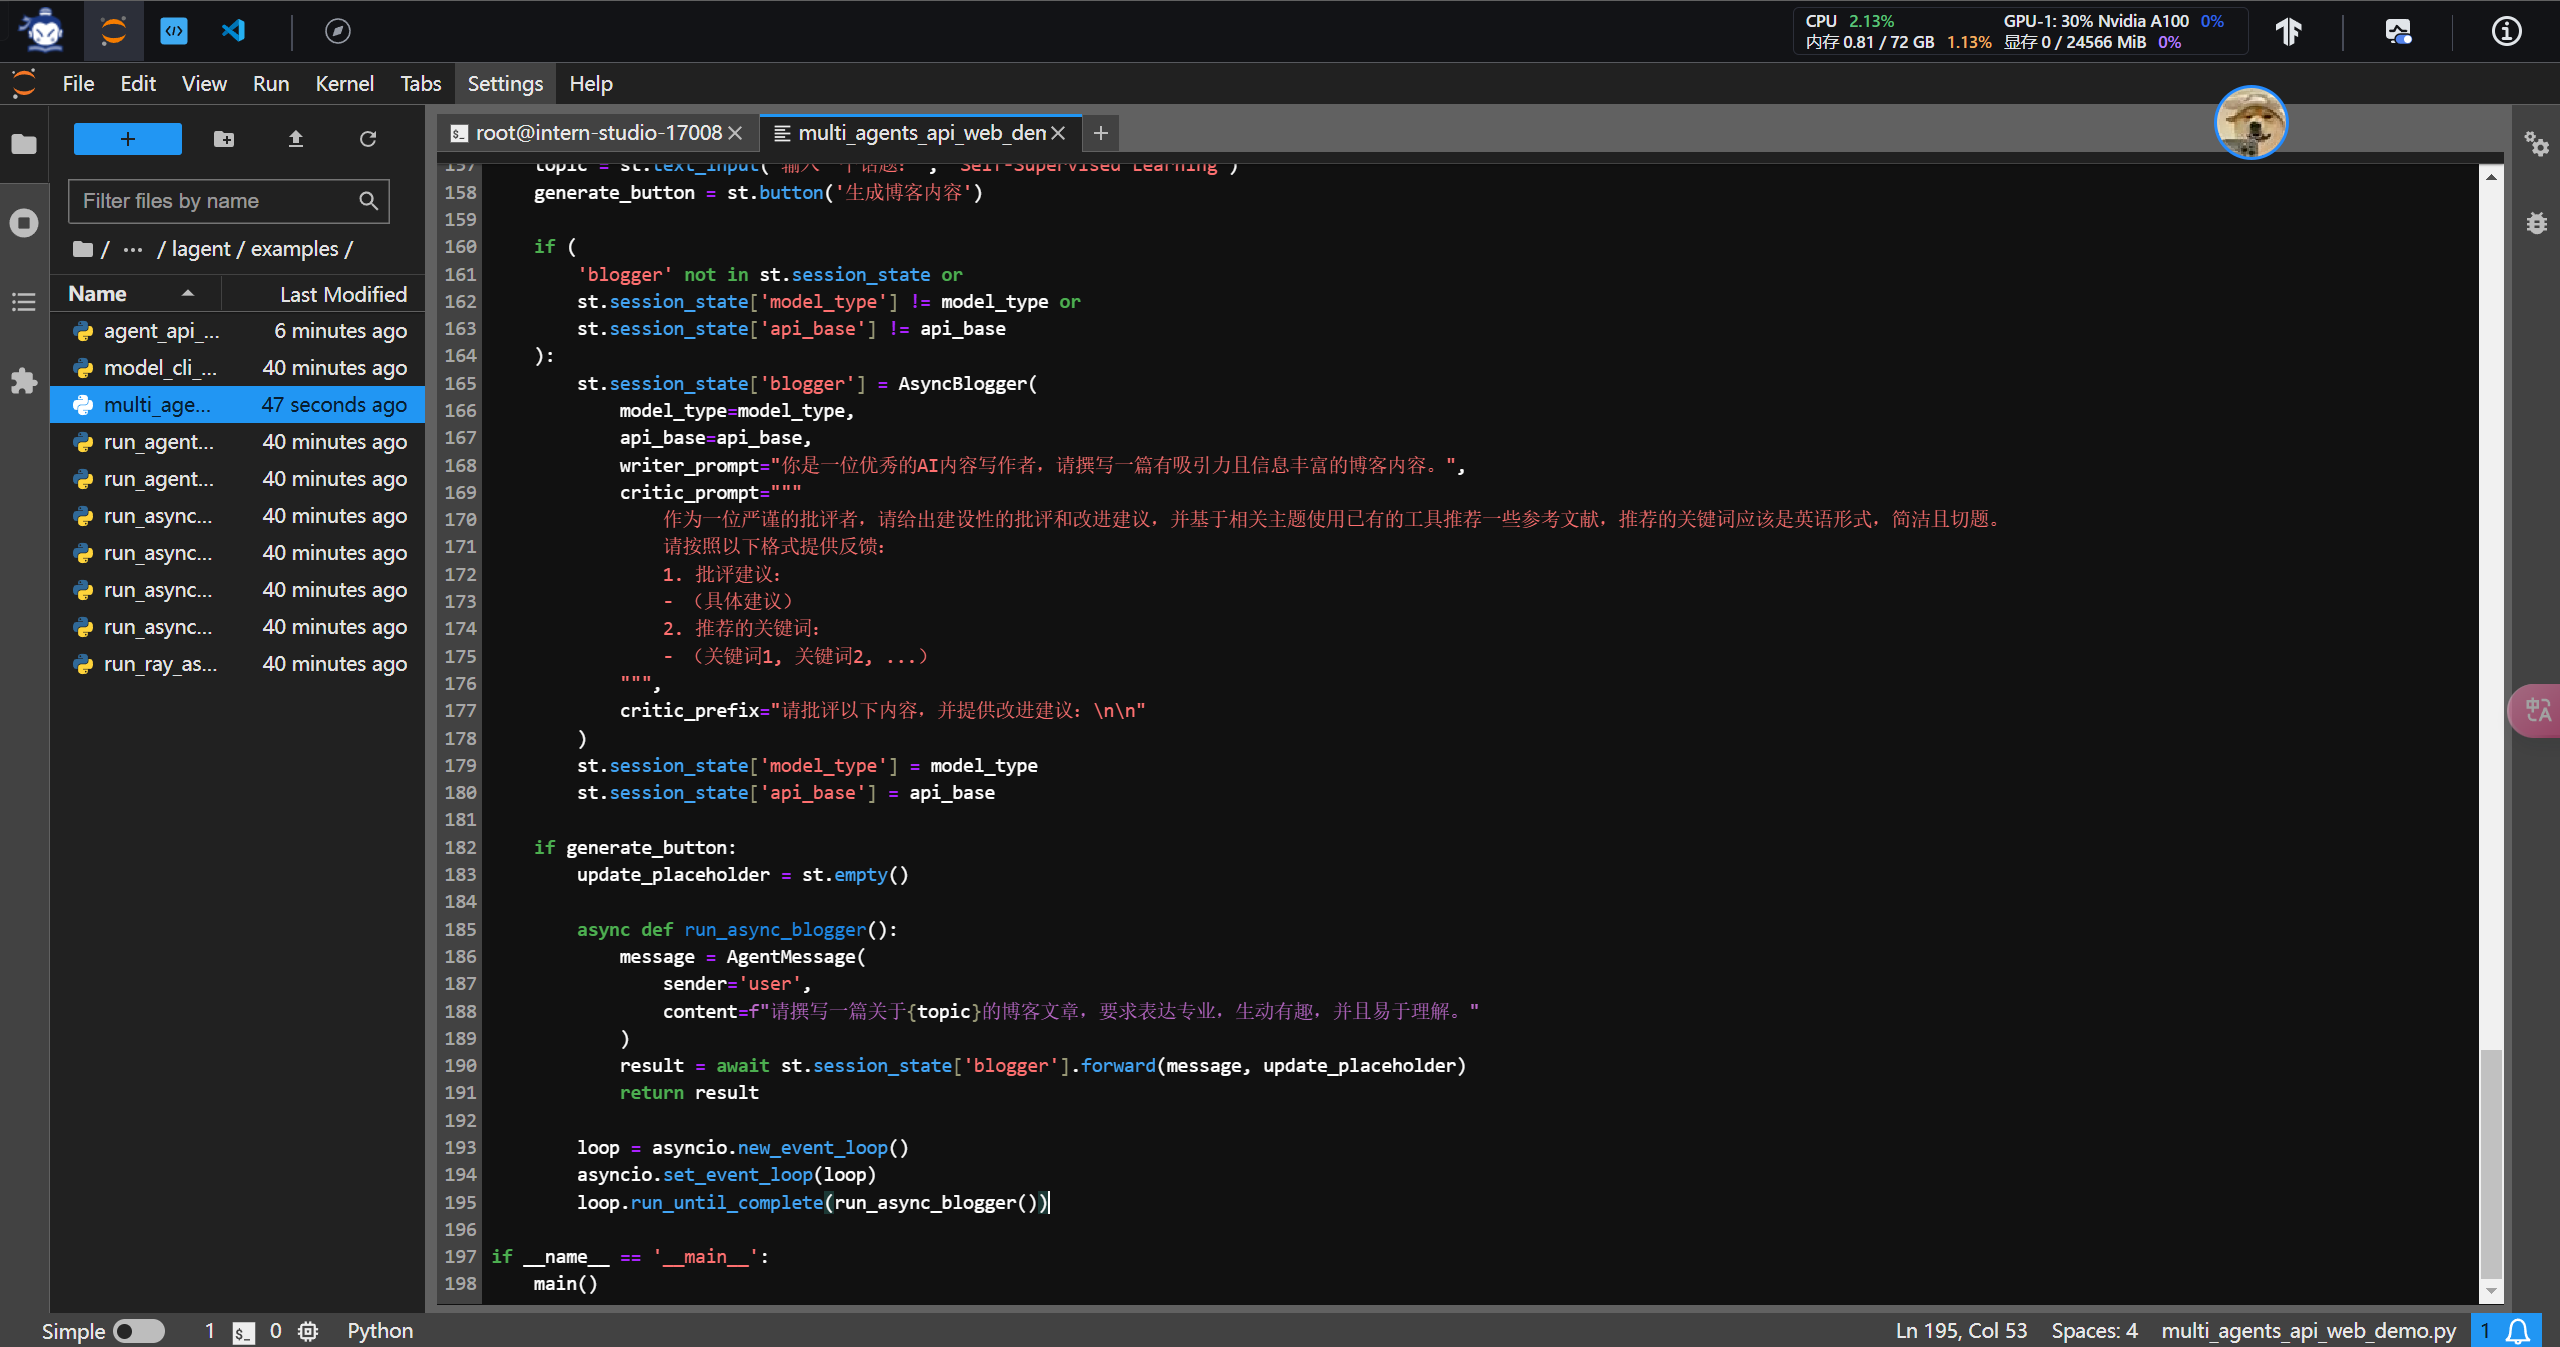 CPU 2.13% GPU-1: 30% Nvidia A100 0%
内存 0.81 / 72 GB 1.13% 显存 0 / 24566 MiB 0%
File Edit View Run Kernel Tabs Settings Help
root@intern-studio-17008 multi_agents_api_web_den
Filter files by name
/ ··· / lagent / examples /
Name Last Modified
agent_api_... 6 minutes ago
model_cli_... 40 minutes ago
multi_age... 47 seconds ago
run_agent... 40 minutes ago
run_agent... 40 minutes ago
run_async... 40 minutes ago
run_async... 40 minutes ago
run_async... 40 minutes ago
run_async... 40 minutes ago
run_ray_as... 40 minutes ago
157 topic = st.text_input('输入一个话题:', 'Self-Supervised Learning')
158 generate_button = st.button('生成博客内容')
159
160 if (
161 'blogger' not in st.session_state or
162 st.session_state['model_type'] != model_type or
163 st.session_state['api_base'] != api_base
164 ):
165 st.session_state['blogger'] = AsyncBlogger(
166 model_type=model_type,
167 api_base=api_base,
168 writer_prompt="你是一位优秀的AI内容写作者，请撰写一篇有吸引力且信息丰富的博客内容。",
169 critic_prompt="""
170 作为一位严谨的批评者，请给出建设性的批评和改进建议，并基于相关主题使用已有的工具推荐一些参考文献，推荐的关键词应该是英语形式，简洁且切题。
171 请按照以下格式提供反馈：
172 1. 批评建议：
173 - （具体建议）
174 2. 推荐的关键词：
175 - （关键词1, 关键词2, ...）
176 """,
177 critic_prefix="请批评以下内容，并提供改进建议：\n\n"
178 )
179 st.session_state['model_type'] = model_type
180 st.session_state['api_base'] = api_base
181
182 if generate_button:
183 update_placeholder = st.empty()
184
185 async def run_async_blogger():
186 message = AgentMessage(
187 sender='user',
188 content=f"请撰写一篇关于{topic}的博客文章，要求表达专业，生动有趣，并且易于理解。"
189 )
190 result = await st.session_state['blogger'].forward(message, update_placeholder)
191 return result
192
193 loop = asyncio.new_event_loop()
194 asyncio.set_event_loop(loop)
195 loop.run_until_complete(run_async_blogger())
196
197 if __name__ == '__main__':
198 main()
Simple 1 0 Python Ln 195, Col 53 Spaces: 4 multi_agents_api_web_demo.py 1